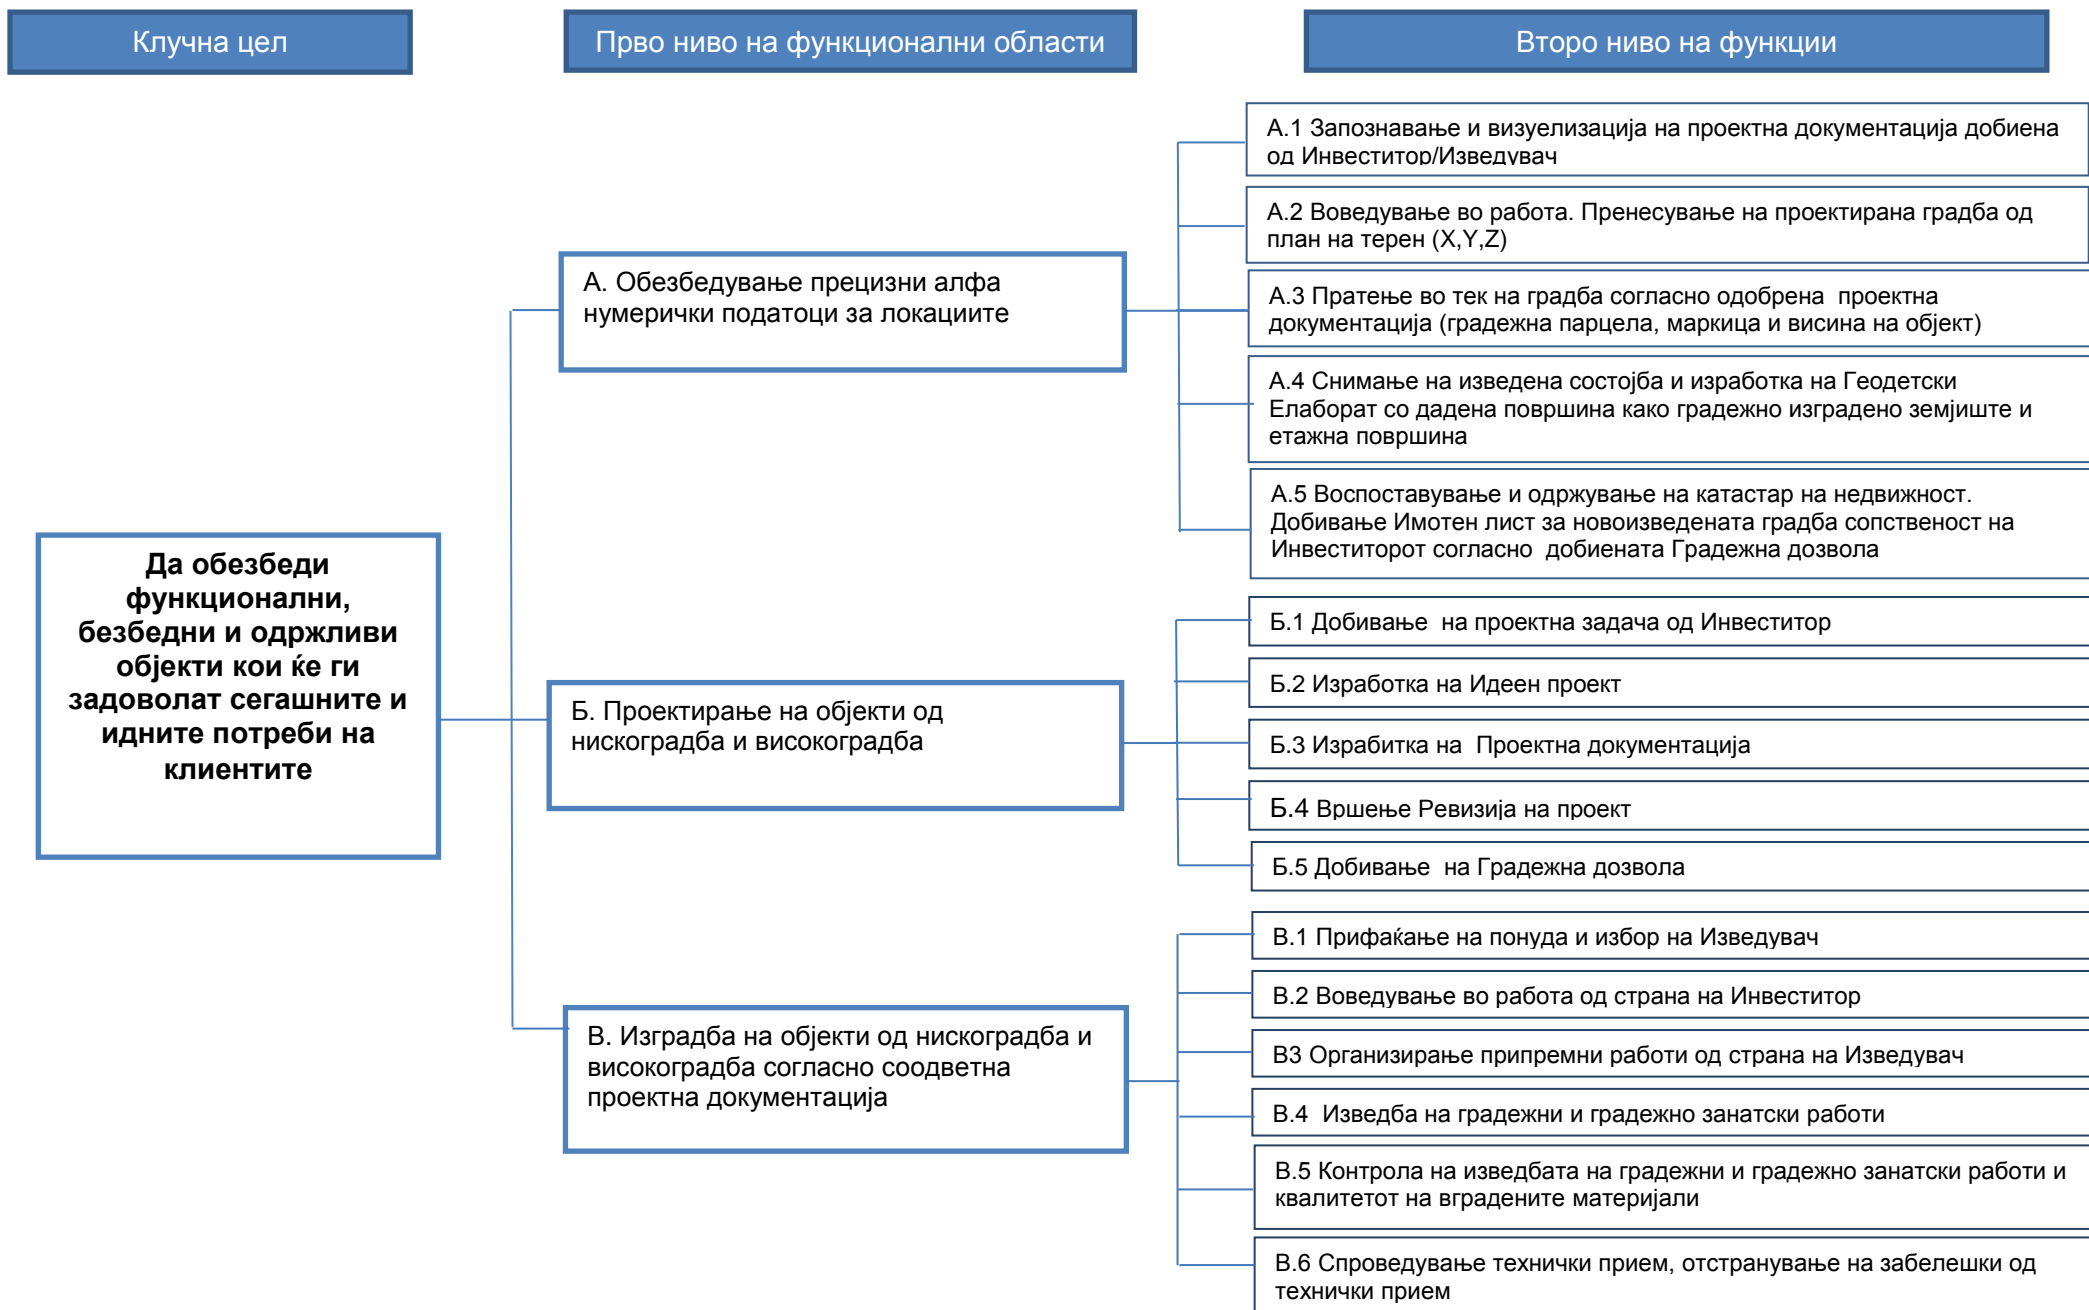 Клучна цел
Прво ниво на функционални области
Второ ниво на функции
Да обезбеди
функционални,
безбедни и одржливи
објекти кои ќе ги
задоволат сегашните и
идните потреби на
клиентите
А. Обезбедување прецизни алфа
нумерички податоци за локациите
А.1 Запознавање и визуелизација на проектна документација добиена
од Инвеститор/Изведувач
А.2 Воведување во работа. Пренесување на проектирана градба од
план на терен (X,Y,Z)
А.3 Пратење во тек на градба согласно одобрена  проектна
документација (градежна парцела, маркица и висина на објект)
А.4 Снимање на изведена состојба и изработка на Геодетски
Елаборат со дадена површина како градежно изградено земјиште и
етажна површина
А.5 Воспоставување и одржување на катастар на недвижност.
Добивање Имотен лист за новоизведената градба сопственост на
Инвеститорот согласно  добиената Градежна дозвола
Б. Проектирање на објекти од
нискоградба и високоградба
Б.1 Добивање  на проектна задача од Инвеститор
Б.2 Изработка на Идеен проект
Б.3 Израбитка на  Проектна документација
Б.4 Вршење Ревизија на проект
Б.5 Добивање  на Градежна дозвола
В. Изградба на објекти од нискоградба и
високоградба согласно соодветна
проектна документација
В.1 Прифаќање на понуда и избор на Изведувач
В.2 Воведување во работа од страна на Инвеститор
В3 Организирање припремни работи од страна на Изведувач
В.4  Изведба на градежни и градежно занатски работи
В.5 Контрола на изведбата на градежни и градежно занатски работи и
квалитетот на вградените материјали
В.6 Спроведување технички прием, отстранување на забелешки од
технички прием